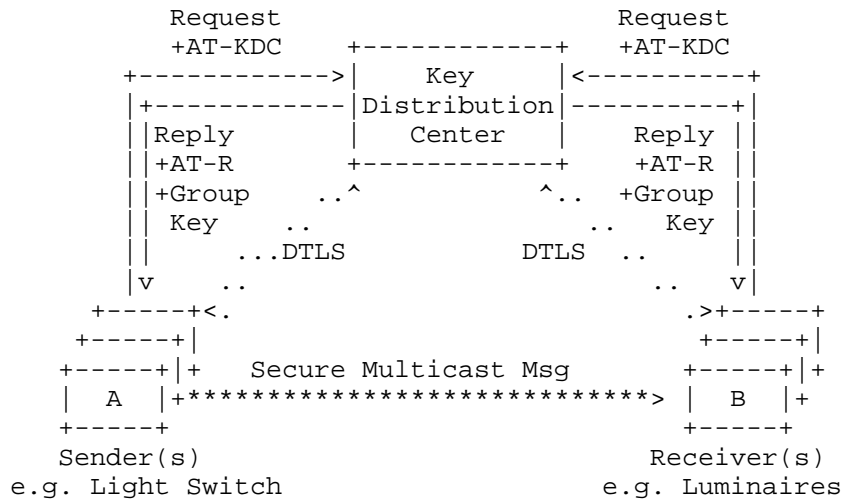 Request Request
+AT-KDC +AT-KDC
Key
Distribution
Center
Reply Reply
+AT-R +AT-R
+Group +Group
Key Key
DTLS DTLS
Secure Multicast Msg
A B
Sender(s) Receiver(s)
e.g. Light Switch e.g. Luminaires